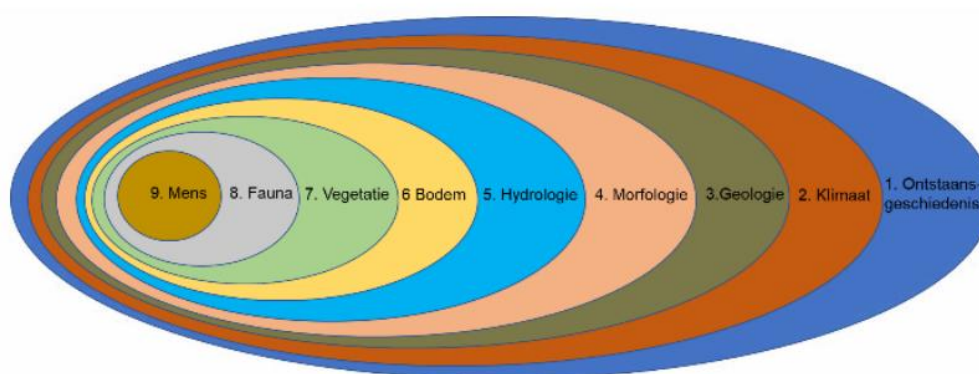 9. Mens
8. Fauna
7. Vegetatie
6 Bodem
5. Hydrologie
4. Morfologie
3.Geologie
2. Klimaat
1. Ontstaans-
geschiedenis